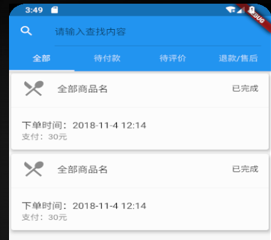 3:49
请输入查找内容
全部 待付款 待评价 退款/售后
全部商品名 已完成
下单时间：2018-11-4 12:14
支付：30元
全部商品名 已完成
下单时间：2018-11-4 12:14
支付：30元